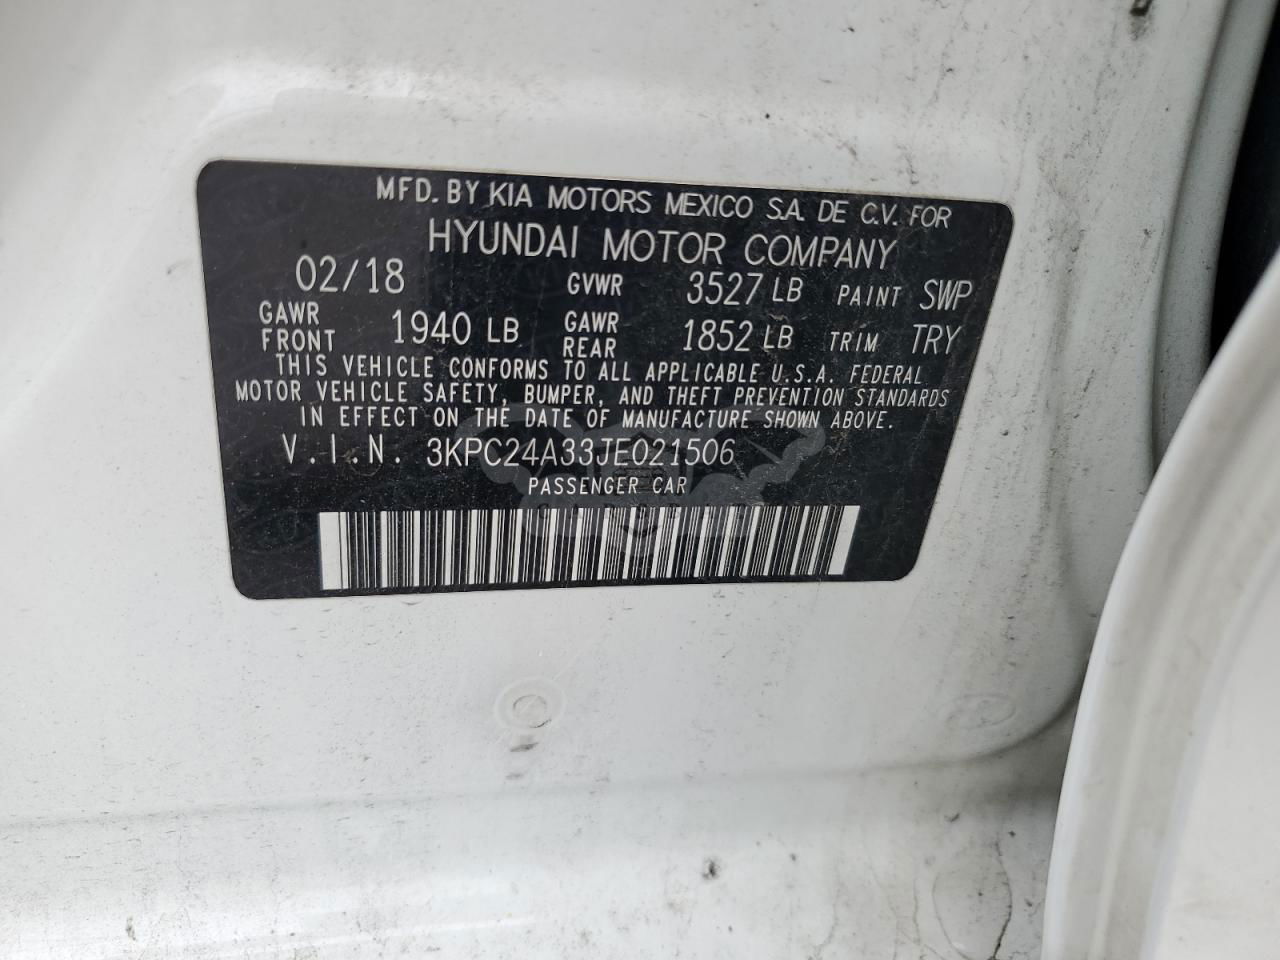 MFD. BY KIA MOTORS MEXICO S.A. DE C.V. FOR
HYUNDAI MOTOR COMPANY
02/18 GVWR 3527 LB PAINT SWP
GAWR FRONT 1940 LB GAWR REAR 1852 LB TRIM TRY
THIS VEHICLE CONFORMS TO ALL APPLICABLE U.S.A. FEDERAL
MOTOR VEHICLE SAFETY, BUMPER, AND THEFT PREVENTION STANDARDS
IN EFFECT ON THE DATE OF MANUFACTURE SHOWN ABOVE.
V.I.N. 3KPC24A33JE021506
PASSENGER CAR